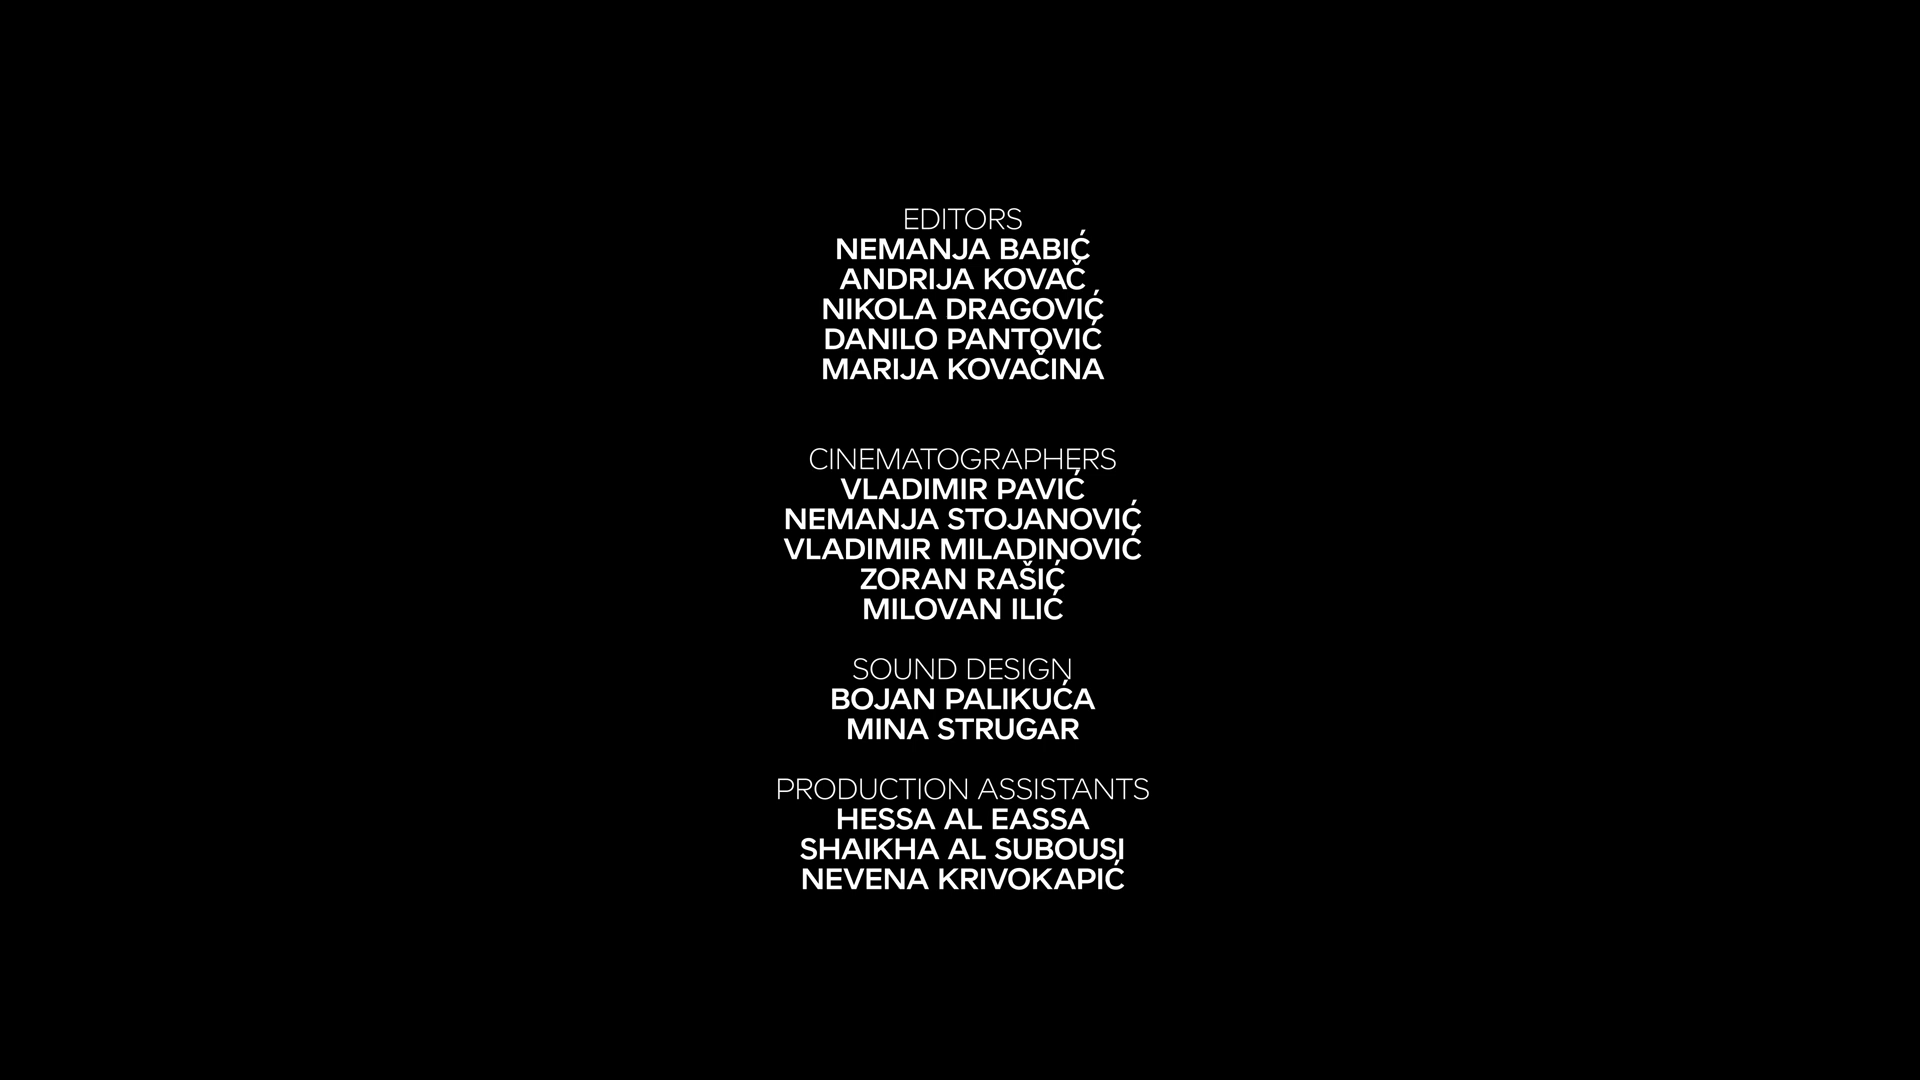 EDITORS
NEMANJA BABIĆ
ANDRIJA KOVAČ
NIKOLA DRAGOVIĆ
DANILO PANTOVIĆ
MARIJA KOVAČINA
CINEMATOGRAPHERS
VLADIMIR PAVIĆ
NEMANJA STOJANOVIĆ
VLADIMIR MILADINOVIĆ
ZORAN RAŠIĆ
MILOVAN ILIĆ
SOUND DESIGN
BOJAN PALIKUĆA
MINA STRUGAR
PRODUCTION ASSISTANTS
HESSA AL EASSA
SHAIKHA AL SUBOUSI
NEVENA KRIVOKAPIĆ